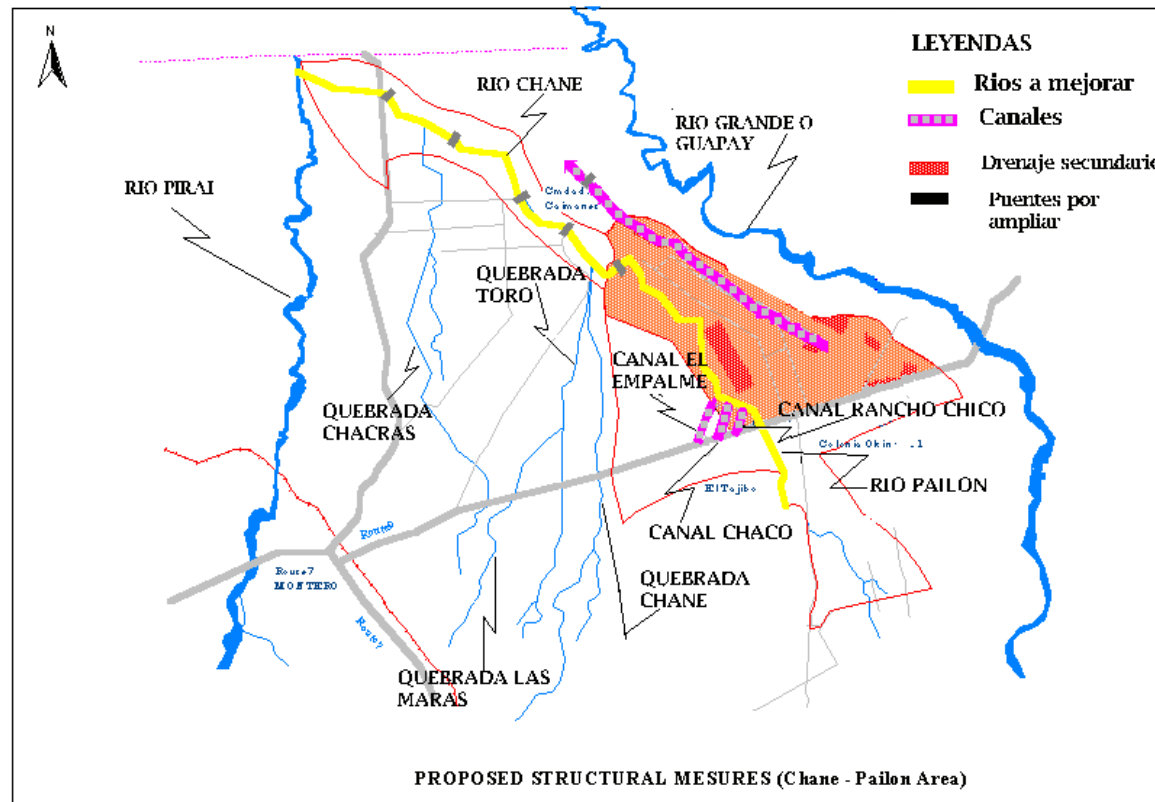 N
LEYENDAS
Rios a mejorar
Canales
Drenaje secundario
Puentes por
ampliar
RIO CHANE
RIO GRANDE O
GUAPAY
RIO PIRAI
QUEBRADA
TORO
CANAL EL
EMPALME
QUEBRADA
CHACRAS
CANAL RANCHO CHICO
RIO PAILON
El Tajibo
CANAL CHACO
Route9
Route7
MONTERO
Route7
QUEBRADA
CHANE
QUEBRADA LAS
MARAS
PROPOSED STRUCTURAL MESURES (Chane - Pailon Area)